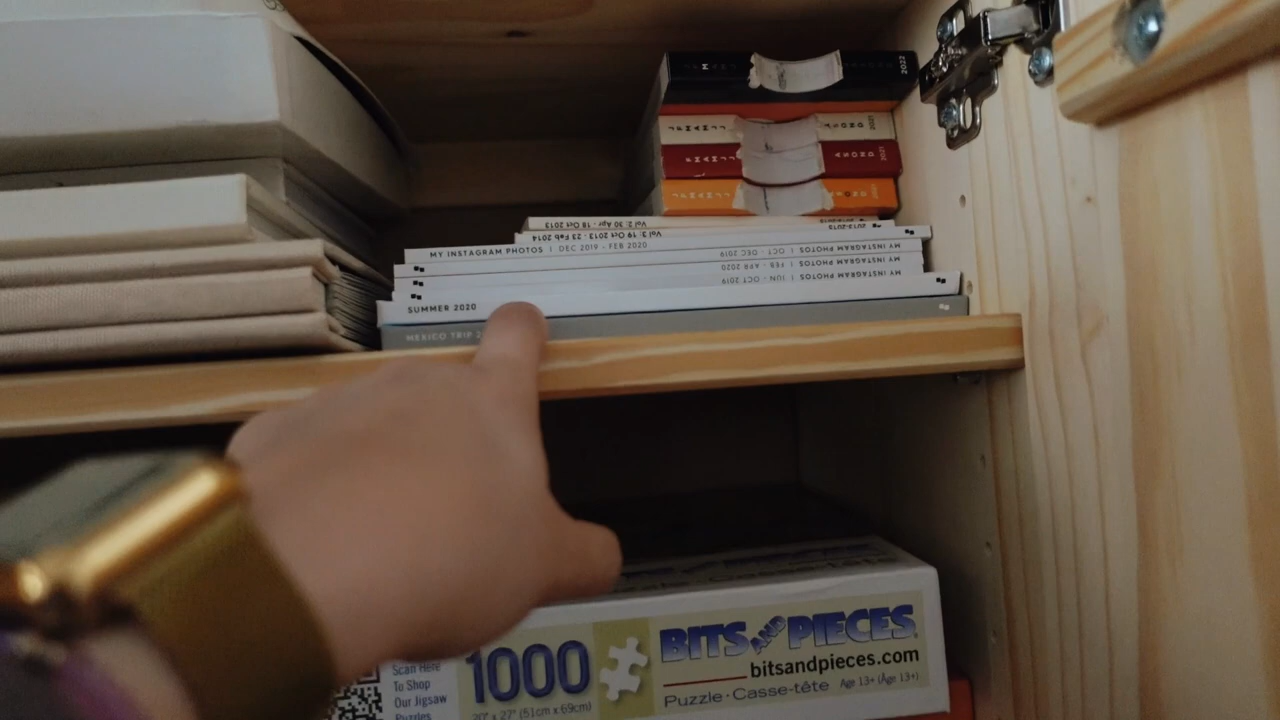 2022
J F M A M J
J A S O N D 2021
J F M A M J
J A S O N D 2021
J F M A M J
Vol 2: 30 Apr - 18 Oct 2013
Vol 3: 19 Oct 2013 - 23 Feb 2014
2013-2015
MY INSTAGRAM PHOTOS | DEC 2019 - FEB 2020
MY INSTAGRAM PHOTOS | OCT - DEC 2019
MY INSTAGRAM PHOTOS | FEB - APR 2020
MY INSTAGRAM PHOTOS | JUN - OCT 2019
SUMMER 2020
MEXICO TRIP
Scan Here
To Shop
Our Jigsaw
Puzzles
1000
20" x 27" (51cm x 69cm)
BITS AND PIECES
bitsandpieces.com
Puzzle · Casse-tête Age 13+ (Âge 13+)